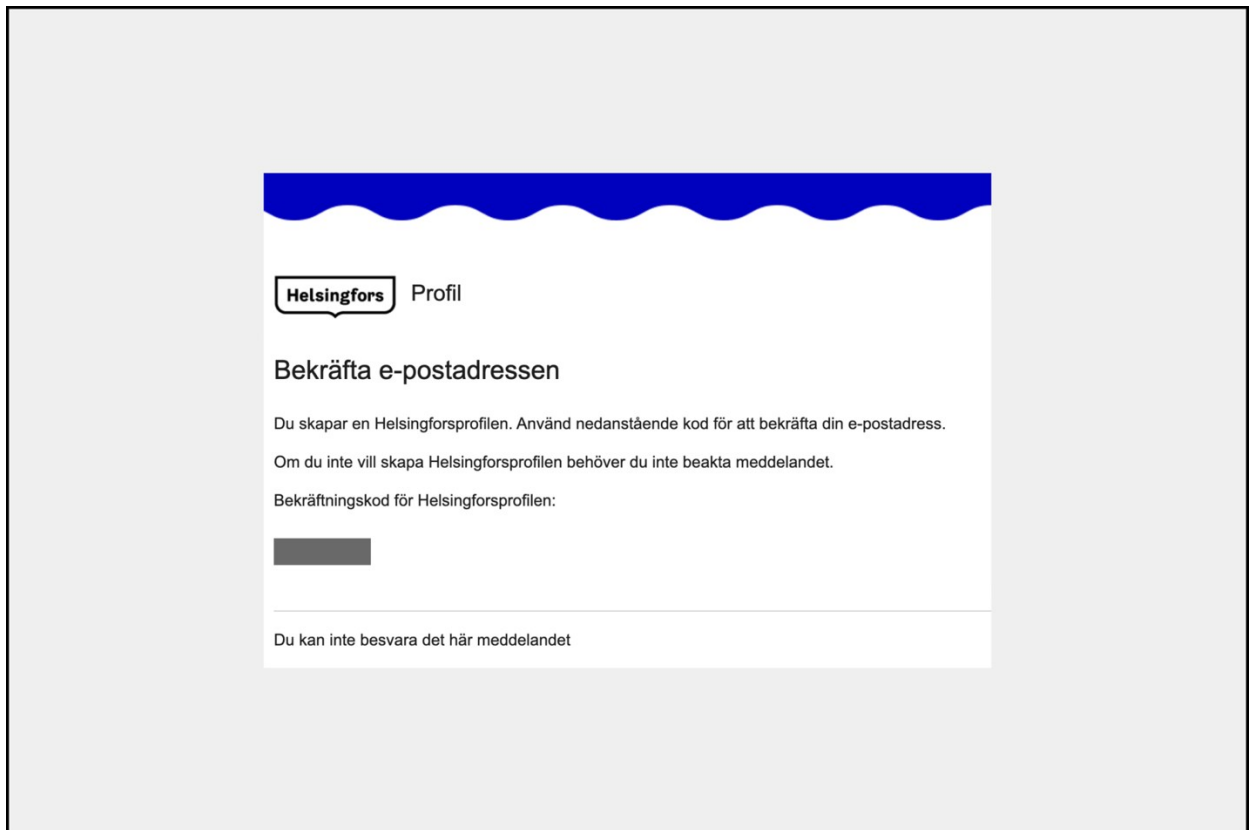 Helsingfors Profil
Bekräfta e-postadressen
Du skapar en Helsingforsprofilen. Använd nedanstående kod för att bekräfta din e-postadress.
Om du inte vill skapa Helsingforsprofilen behöver du inte beakta meddelandet.
Bekräftningskod för Helsingforsprofilen:
Du kan inte besvara det här meddelandet